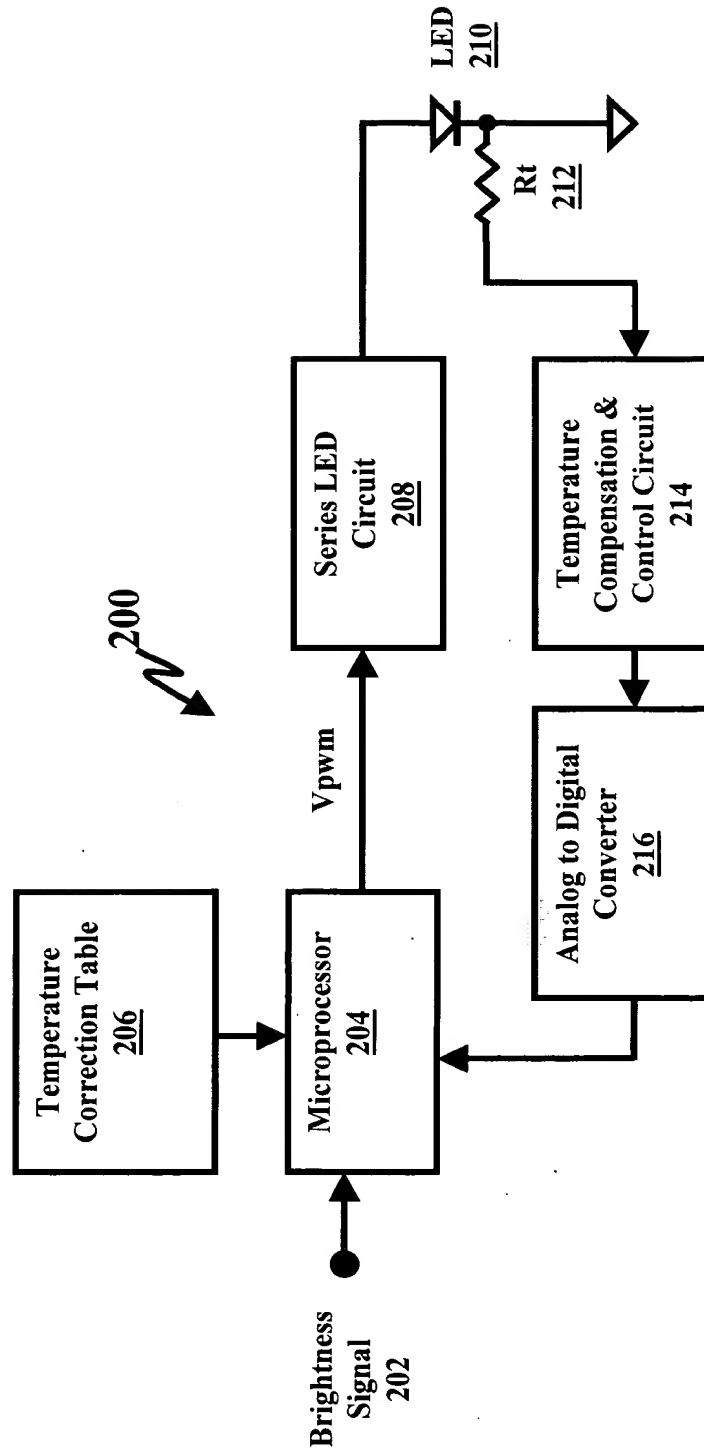 200
Temperature
Correction Table
206
Brightness
Signal
202
Microprocessor
204
Vpwm
Series LED
Circuit
208
LED
210
Rt
212
Analog to Digital
Converter
216
Temperature
Compensation &
Control Circuit
214